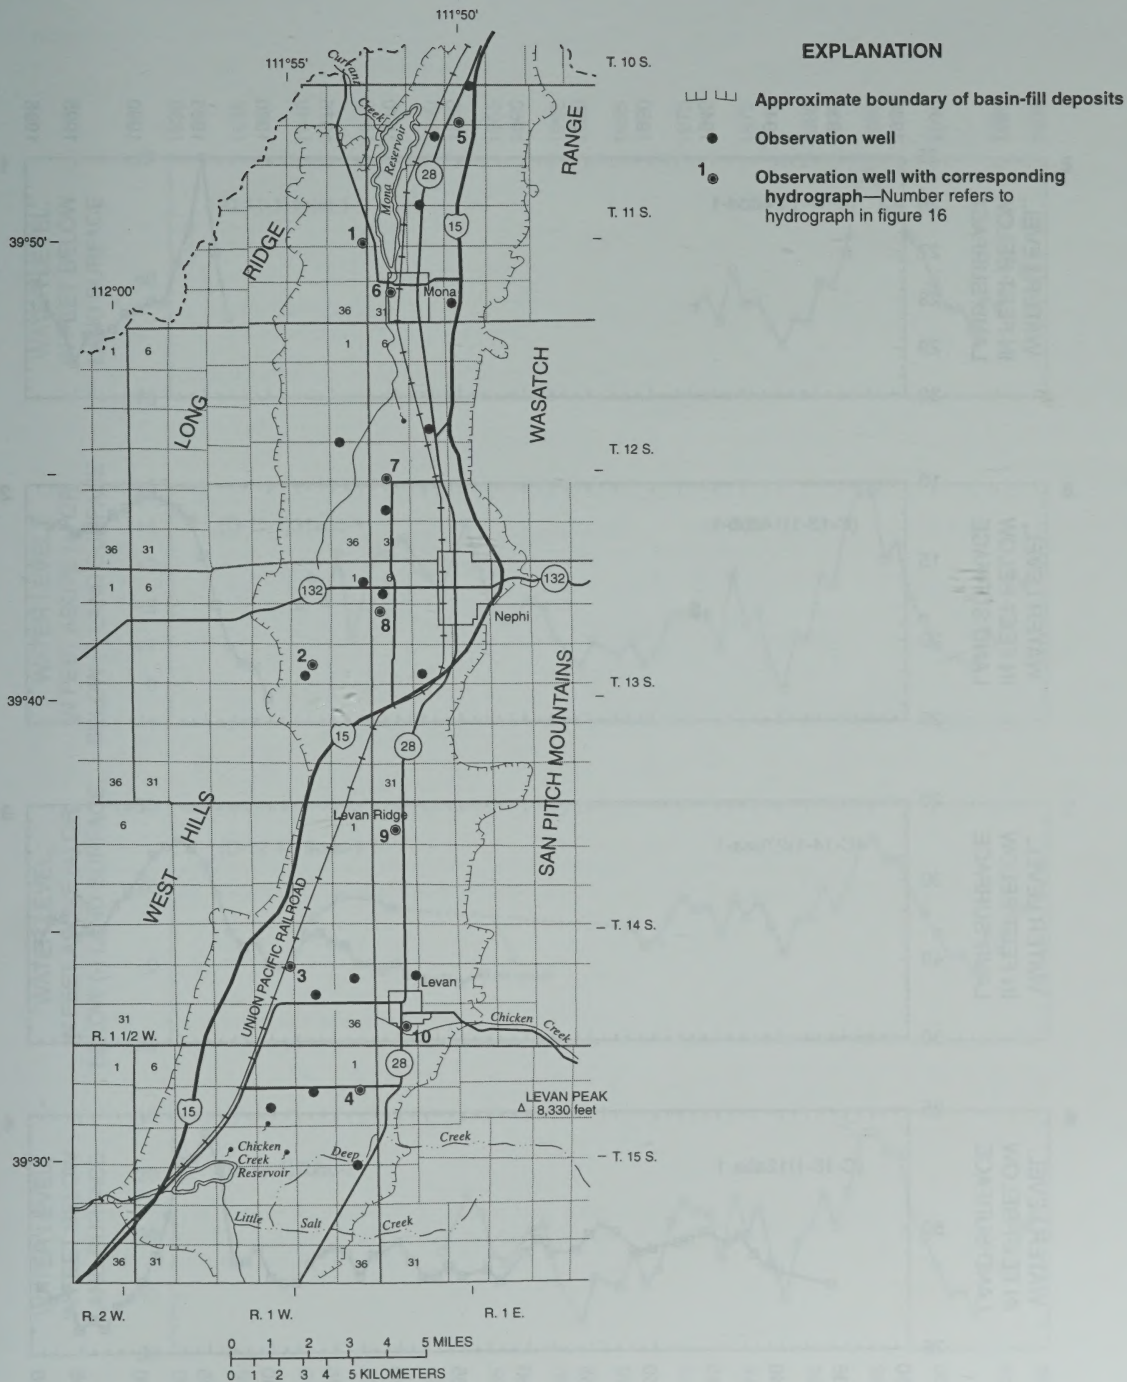 111°50'
EXPLANATION
111°55'
T. 10 S.
Currant
Creek
Approximate boundary of basin-fill deposits
Mona Reservoir
5
RANGE
Observation well
28
1
Observation well with corresponding
hydrograph—Number refers to
hydrograph in figure 16
T. 11 S.
15
39°50'
1
RIDGE
112°00'
6
Mona
36 31
1 6
1 6
LONG
WASATCH
T. 12 S.
7
36 31
36 31
1 6
1 6
132
132
Nephi
8
2
T. 13 S.
39°40'
15
28
SAN PITCH MOUNTAINS
36 31
31
6
Levan Ridge
1
9
HILLS
WEST
UNION PACIFIC RAILROAD
T. 14 S.
3
Levan
31
R. 1 1/2 W.
36
10
Chicken
Creek
1 6
1
28
4
LEVAN PEAK
8,330 feet
15
Chicken
Creek
Reservoir
Deep
Creek
39°30'
T. 15 S.
Little
Salt
Creek
36 31
36
31
R. 2 W.
R. 1 W.
R. 1 E.
0 1 2 3 4 5 MILES
0 1 2 3 4 5 KILOMETERS